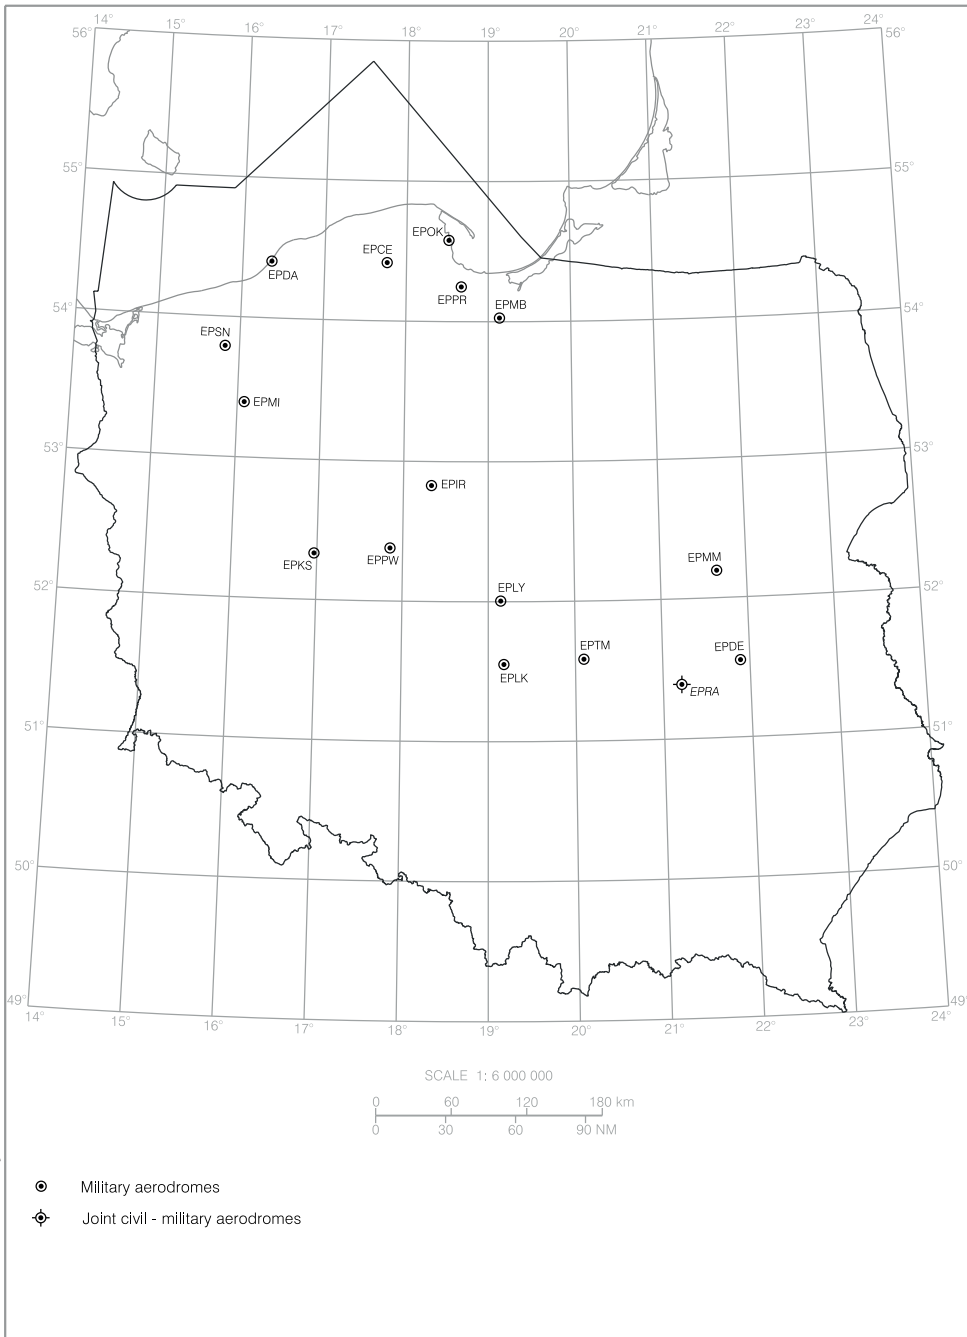 14° 15° 16° 17° 18° 19° 20° 21° 22° 23° 24°
56° 56°
55° 55°
EPOK
EPCE
EPDA
EPPR
EPMB
54° 54°
EPSN
EPMI
53° 53°
EPIR
EPMM
EPKS
EPPW
52° 52°
EPLY
EPTM
EPDE
EPLK
EPRA
51° 51°
50° 50°
49° 49°
14° 15° 16° 17° 18° 19° 20° 21° 22° 23° 24°
SCALE 1; 6 000 000
0 60 120 180 km
0 30 60 90 NM
Military aerodromes
Joint civil - military aerodromes